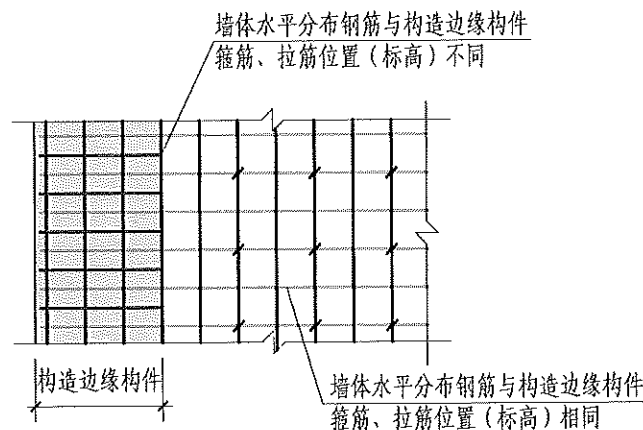 墙体水平分布钢筋与构造边缘构件
箍筋、拉筋位置(标高)不同
构造边缘构件
墙体水平分布钢筋与构造边缘构件
箍筋、拉筋位置(标高)相同